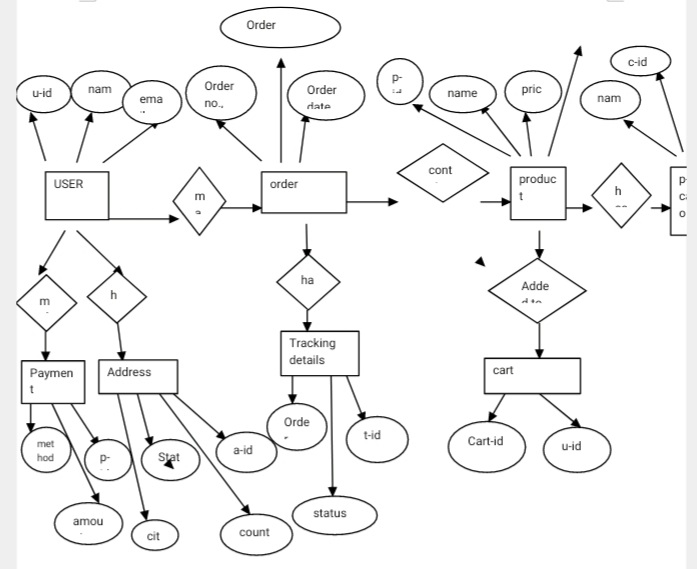 Order
c-id
p-
name
pric
nam
u-id
nam
ema
Order
no.,
Order
date
USER
m
order
cont
produc
t
h
p-
c
o
m
h
ha
Adde
d to
Paymen
t
Address
Tracking
details
cart
met
hod
p-
Stat
a-id
Orde
r
t-id
Cart-id
u-id
amou
cit
count
status